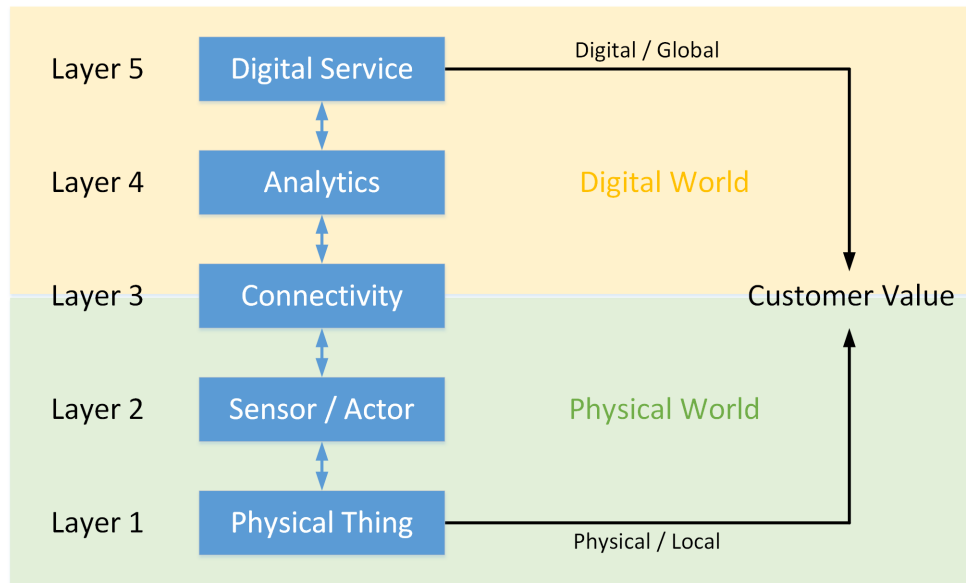 Layer 5
Digital Service
Digital / Global
Layer 4
Analytics
Digital World
Layer 3
Connectivity
Customer Value
Layer 2
Sensor / Actor
Physical World
Layer 1
Physical Thing
Physical / Local